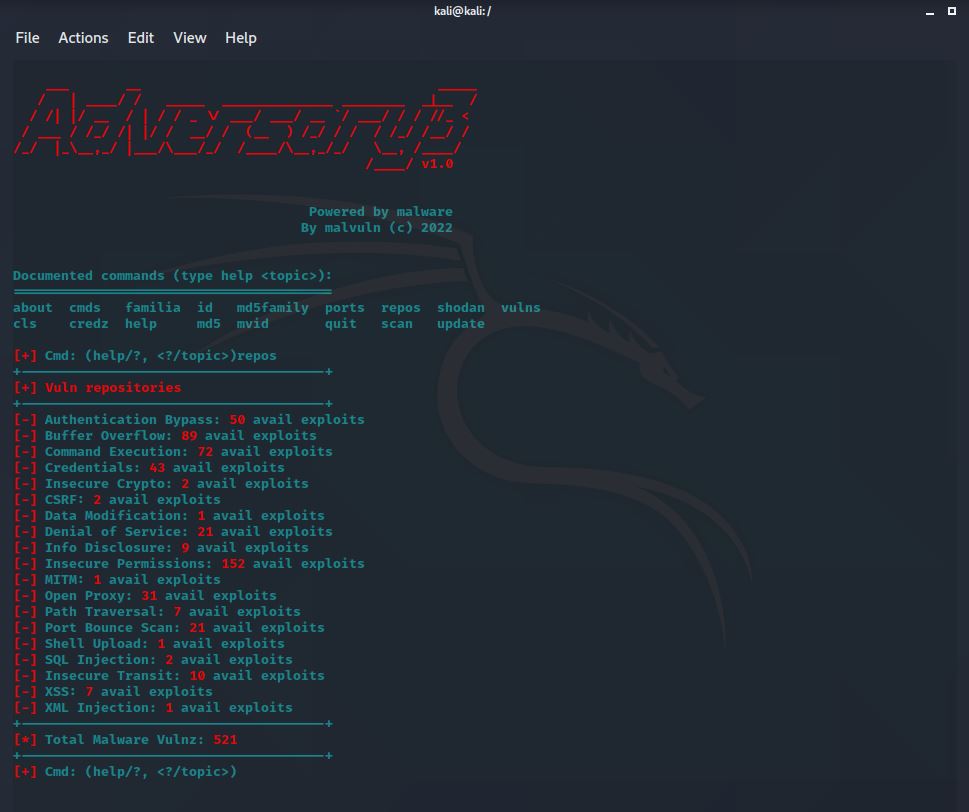 kali@kali: /
File Actions Edit View Help
Adversary3
v1.0
Powered by malware
By malvuln (c) 2022
Documented commands (type help <topic>):
========================================
about cmds familia id md5family ports repos shodan vulns
cls credz help md5 mvid quit scan update
[+] Cmd: (help/?, <?/topic>)repos
+--------------------------------------+
[+] Vuln repositories
+--------------------------------------+
[-] Authentication Bypass: 50 avail exploits
[-] Buffer Overflow: 89 avail exploits
[-] Command Execution: 72 avail exploits
[-] Credentials: 43 avail exploits
[-] Insecure Crypto: 2 avail exploits
[-] CSRF: 2 avail exploits
[-] Data Modification: 1 avail exploits
[-] Denial of Service: 21 avail exploits
[-] Info Disclosure: 9 avail exploits
[-] Insecure Permissions: 152 avail exploits
[-] MITM: 1 avail exploits
[-] Open Proxy: 31 avail exploits
[-] Path Traversal: 7 avail exploits
[-] Port Bounce Scan: 21 avail exploits
[-] Shell Upload: 1 avail exploits
[-] SQL Injection: 2 avail exploits
[-] Insecure Transit: 10 avail exploits
[-] XSS: 7 avail exploits
[-] XML Injection: 1 avail exploits
+--------------------------------------+
[*] Total Malware Vulnz: 521
+--------------------------------------+
[+] Cmd: (help/?, <?/topic>)